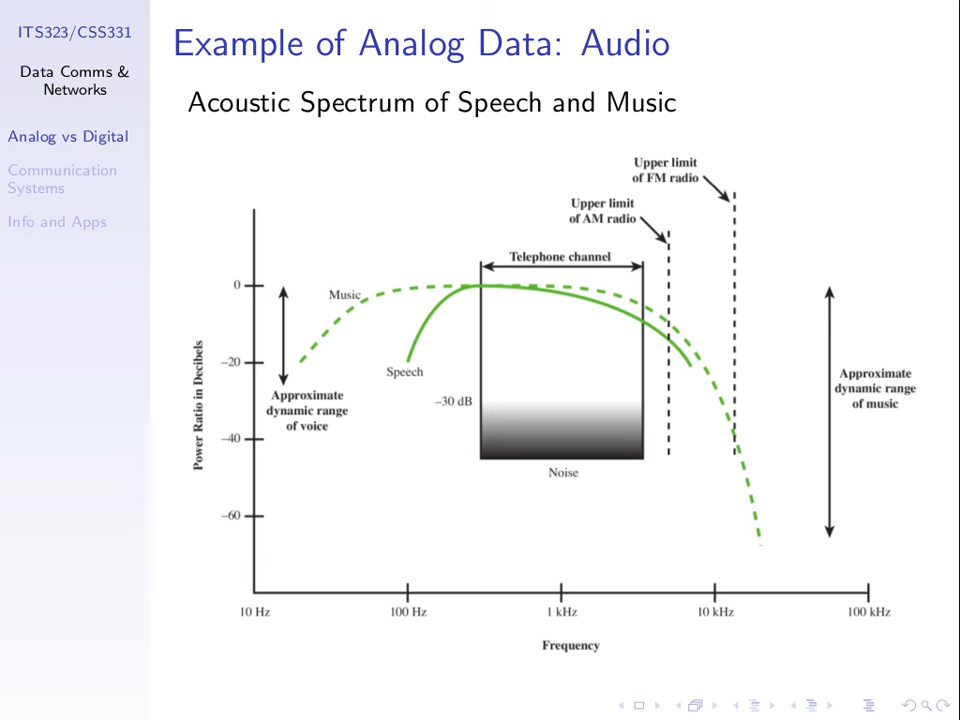 ITS323/CSS331
Data Comms &
Networks
Analog vs Digital
Communication
Systems
Info and Apps
Example of Analog Data: Audio
Acoustic Spectrum of Speech and Music
Upper limit
of FM radio
Upper limit
of AM radio
Telephone channel
0
Music
–20
Speech
Approximate
dynamic range
of voice
–30 dB
Approximate
dynamic range
of music
Power Ratio in Decibels
–40
Noise
–60
10 Hz
100 Hz
1 kHz
10 kHz
100 kHz
Frequency